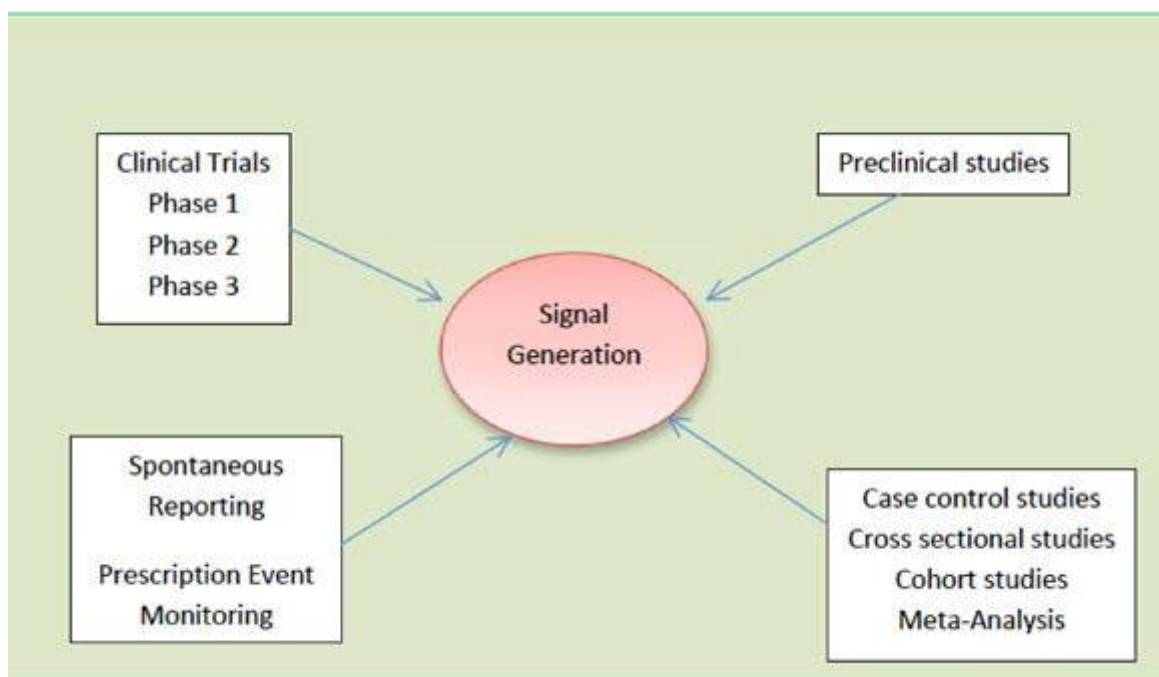 Clinical Trials
Phase 1
Phase 2
Phase 3
Preclinical studies
Signal
Generation
Spontaneous
Reporting
Prescription Event
Monitoring
Case control studies
Cross sectional studies
Cohort studies
Meta-Analysis